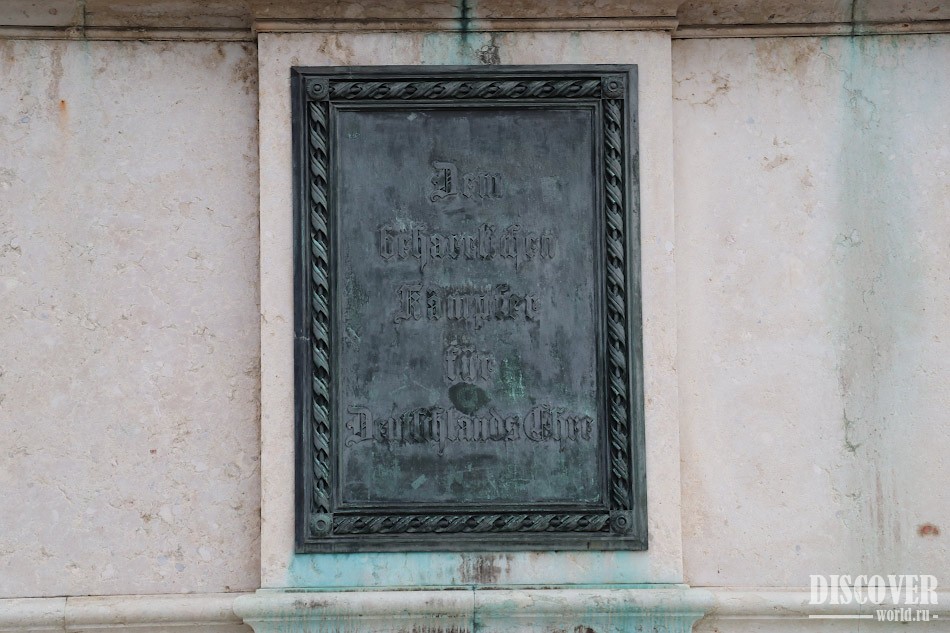 Dem
beharrlichen
Kämpfer
für
Deutschlands Ehre
DISCOVER
world.ru